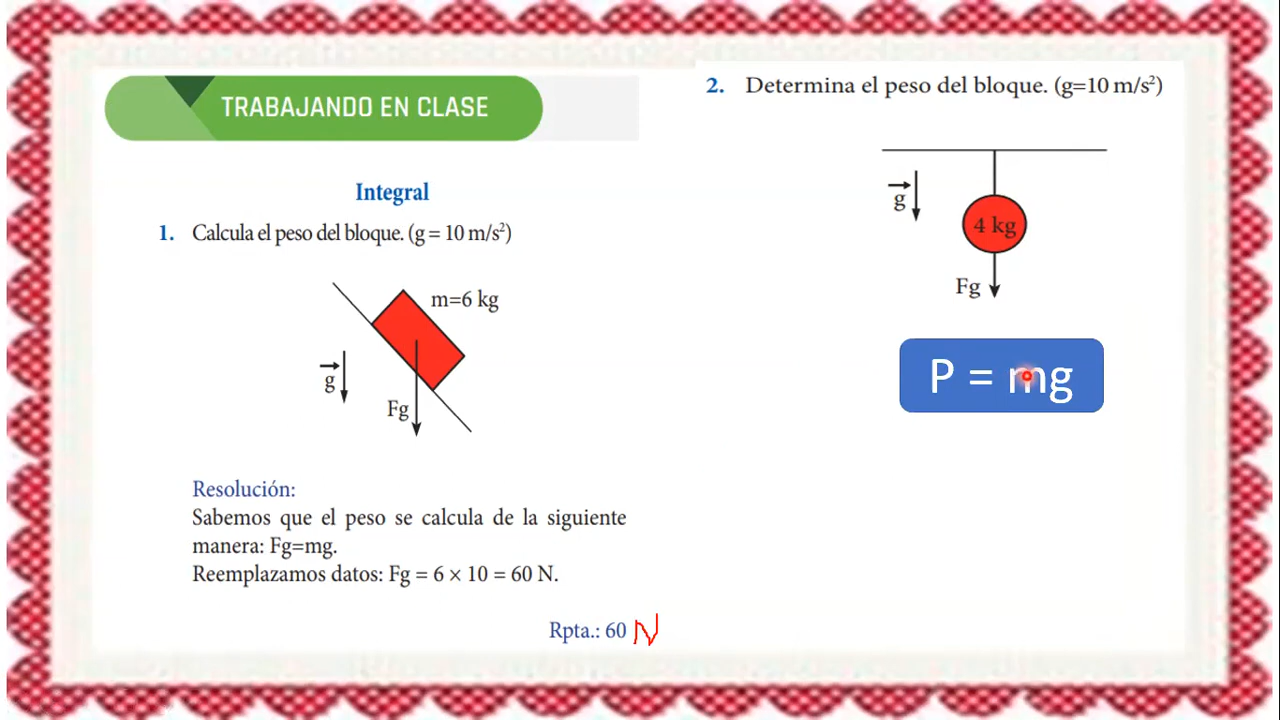 TRABAJANDO EN CLASE
Integral
1. Calcula el peso del bloque. (g = 10 m/s²)
m=6 kg
g
Fg
Resolución:
Sabemos que el peso se calcula de la siguiente
manera: Fg=mg.
Reemplazamos datos: Fg = 6 × 10 = 60 N.
Rpta.: 60 N
2. Determina el peso del bloque. (g=10 m/s²)
g
4 kg
Fg
P = mg